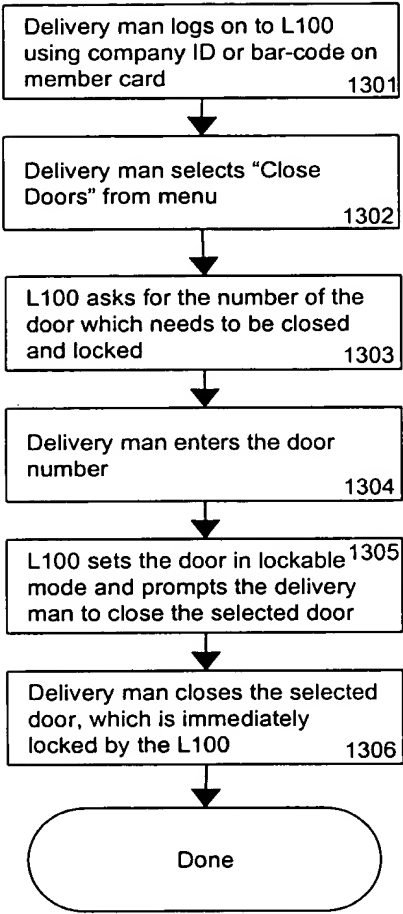 Delivery man logs on to L100
using company ID or bar-code on
member card
1301
Delivery man selects “Close
Doors” from menu
1302
L100 asks for the number of the
door which needs to be closed
and locked
1303
Delivery man enters the door
number
1304
L100 sets the door in lockable 1305
mode and prompts the delivery
man to close the selected door
Delivery man closes the selected
door, which is immediately
locked by the L100
1306
Done